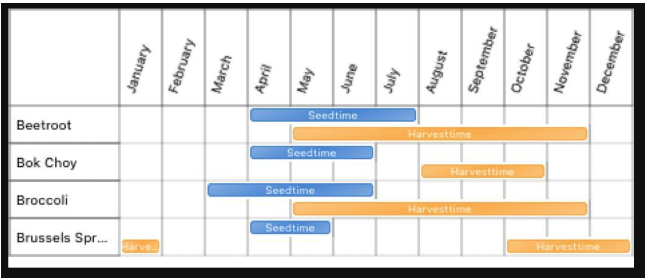 January February March April May June July August September October November December
Beetroot
Seedtime
Harvesttime
Bok Choy
Seedtime
Harvesttime
Broccoli
Seedtime
Harvesttime
Brussels Spr...
Seedtime
Harve...
Harvesttime